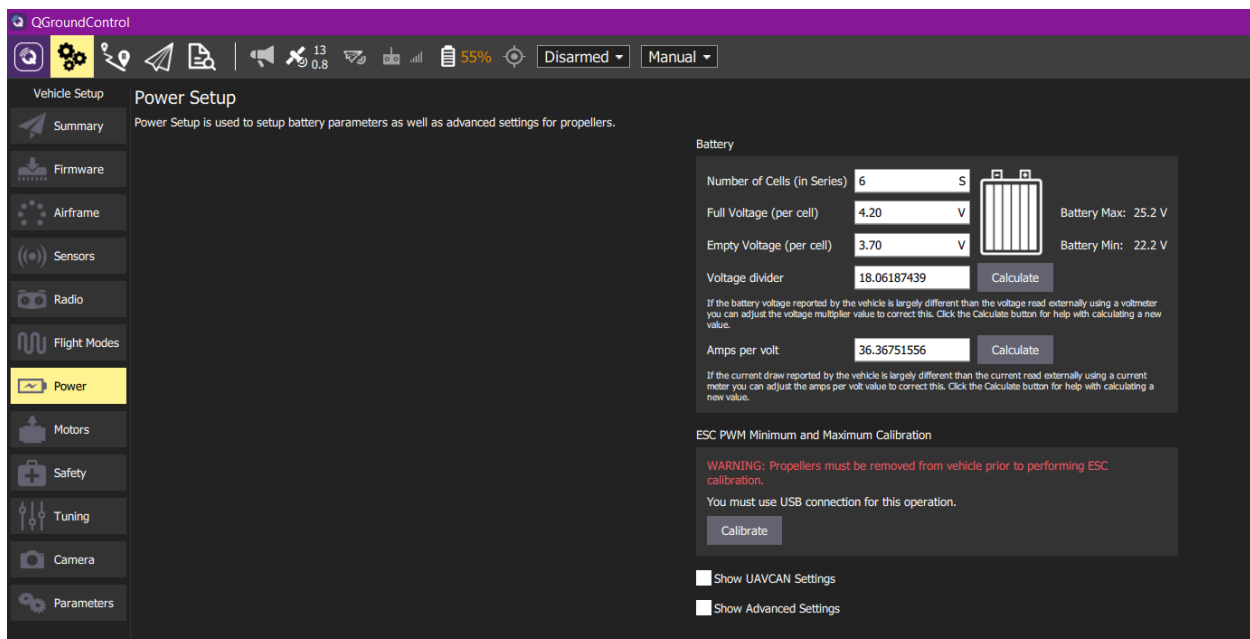 QGroundControl
13
0.8
55%
Disarmed
Manual
Vehicle Setup
Summary
Firmware
Airframe
Sensors
Radio
Flight Modes
Power
Motors
Safety
Tuning
Camera
Parameters
Power Setup
Power Setup is used to setup battery parameters as well as advanced settings for propellers.
Battery
Number of Cells (in Series) 6 S
Full Voltage (per cell) 4.20 V Battery Max: 25.2 V
Empty Voltage (per cell) 3.70 V Battery Min: 22.2 V
Voltage divider 18.06187439 Calculate
If the battery voltage reported by the vehicle is largely different than the voltage read externally using a voltmeter
you can adjust the voltage multiplier value to correct this. Click the Calculate button for help with calculating a new
value.
Amps per volt 36.36751556 Calculate
If the current draw reported by the vehicle is largely different than the current read externally using a current
meter you can adjust the amps per volt value to correct this. Click the Calculate button for help with calculating a
new value.
ESC PWM Minimum and Maximum Calibration
WARNING: Propellers must be removed from vehicle prior to performing ESC
calibration.
You must use USB connection for this operation.
Calibrate
Show UAVCAN Settings
Show Advanced Settings